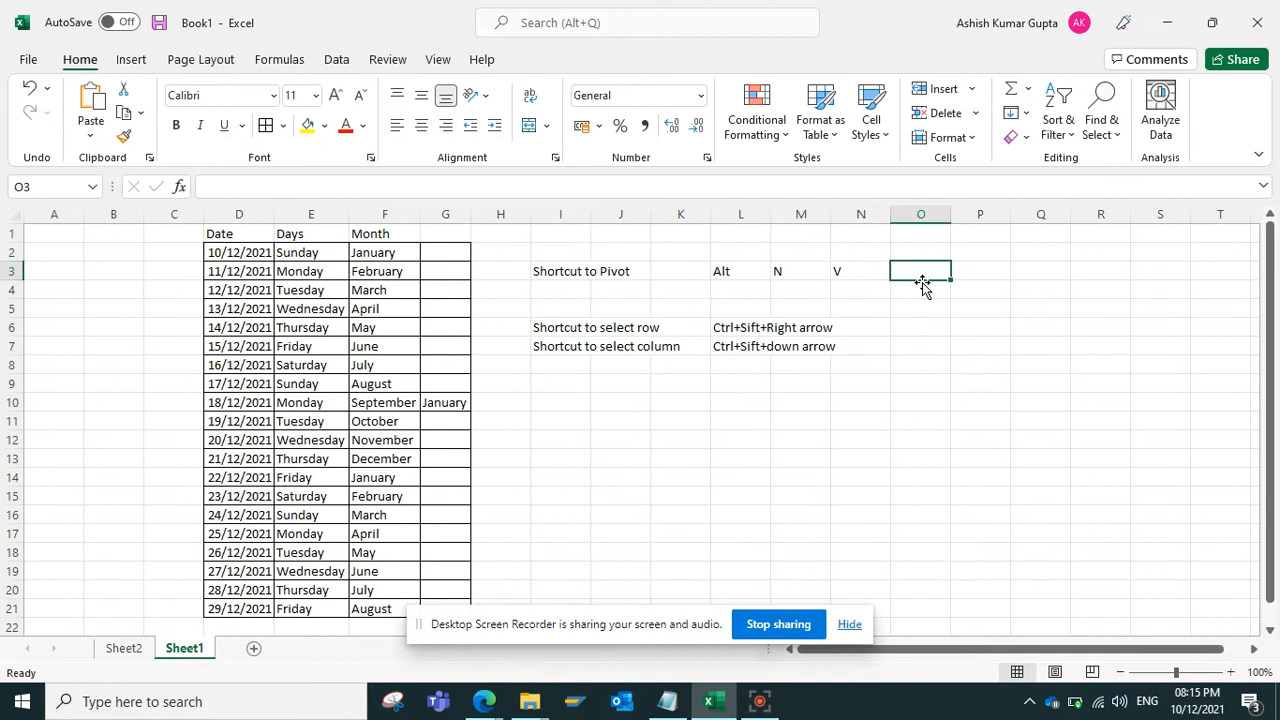 AutoSave Off Book1 - Excel Search (Alt+Q) Ashish Kumar Gupta AK
File Home Insert Page Layout Formulas Data Review View Help Comments Share
Calibri 11 General Insert
Paste B I U A Conditional Formatting Format as Table Cell Styles Delete Sort & Filter Find & Select Analyze Data
Format
Undo Clipboard Font Alignment Number Styles Cells Editing Analysis
O3 fx
A B C D E F G H I J K L M N O P Q R S T
1 Date Days Month
2 10/12/2021 Sunday January
3 11/12/2021 Monday February Shortcut to Pivot Alt N V
4 12/12/2021 Tuesday March
5 13/12/2021 Wednesday April
6 14/12/2021 Thursday May Shortcut to select row Ctrl+Sift+Right arrow
7 15/12/2021 Friday June Shortcut to select column Ctrl+Sift+down arrow
8 16/12/2021 Saturday July
9 17/12/2021 Sunday August
10 18/12/2021 Monday September January
11 19/12/2021 Tuesday October
12 20/12/2021 Wednesday November
13 21/12/2021 Thursday December
14 22/12/2021 Friday January
15 23/12/2021 Saturday February
16 24/12/2021 Sunday March
17 25/12/2021 Monday April
18 26/12/2021 Tuesday May
19 27/12/2021 Wednesday June
20 28/12/2021 Thursday July
21 29/12/2021 Friday August
22
Desktop Screen Recorder is sharing your screen and audio. Stop sharing Hide
Sheet2 Sheet1
Ready 100%
Type here to search ENG 08:15 PM
10/12/2021 3